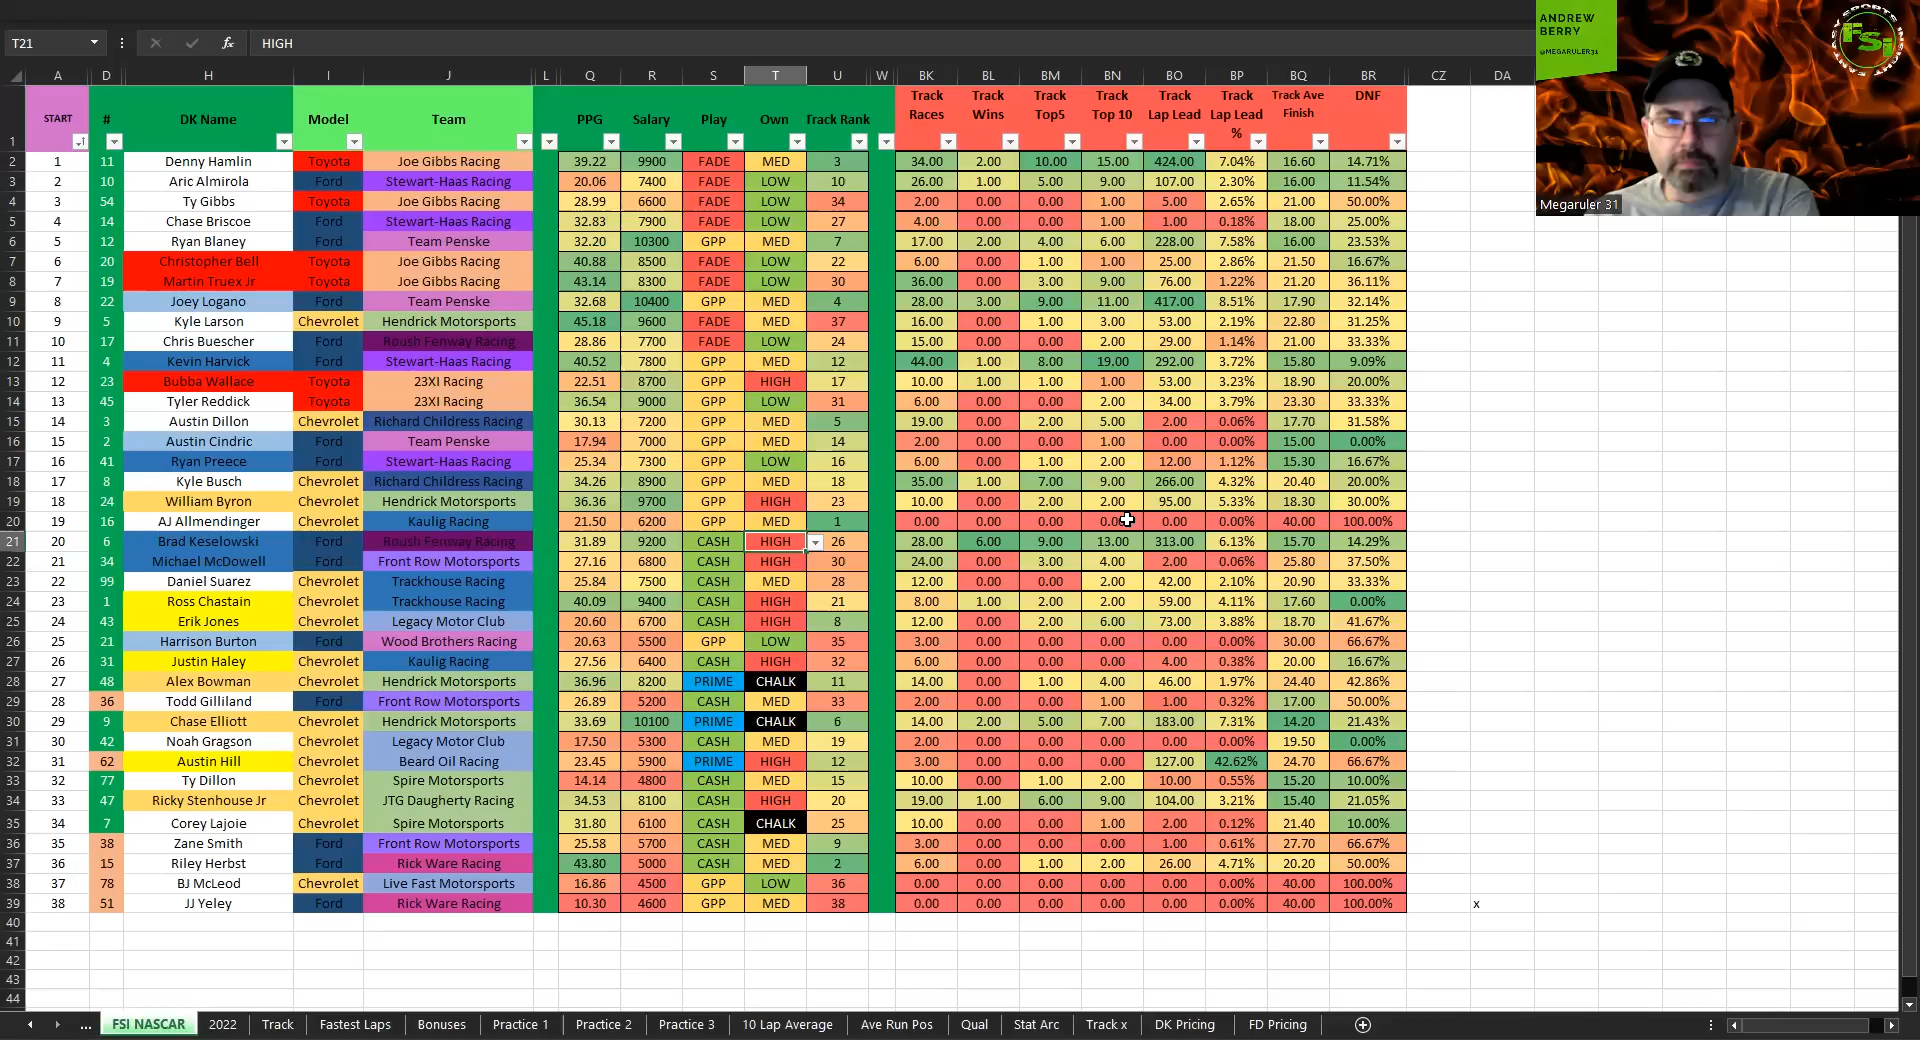 T21 fx HIGH
A D H I J L Q R S T U W BK BL BM BN BO BP BQ BR CZ DA
1 START # DK Name Model Team PPG Salary Play Own Track Rank Track Races Track Wins Track Top5 Track Top 10 Track Lap Lead Track Lap Lead % Track Ave Finish DNF
2 1 11 Denny Hamlin Toyota Joe Gibbs Racing 39.22 9900 FADE MED 3 34.00 2.00 10.00 15.00 424.00 7.04% 16.60 14.71%
3 2 10 Aric Almirola Ford Stewart-Haas Racing 20.06 7400 FADE LOW 10 26.00 1.00 5.00 9.00 107.00 2.30% 16.00 11.54%
4 3 54 Ty Gibbs Toyota Joe Gibbs Racing 28.99 6600 FADE LOW 34 2.00 0.00 0.00 1.00 5.00 2.65% 21.00 50.00%
5 4 14 Chase Briscoe Ford Stewart-Haas Racing 32.83 7900 FADE LOW 27 4.00 0.00 0.00 1.00 1.00 0.18% 18.00 25.00%
6 5 12 Ryan Blaney Ford Team Penske 32.20 10300 GPP MED 7 17.00 2.00 4.00 6.00 228.00 7.58% 16.00 23.53%
7 6 20 Christopher Bell Toyota Joe Gibbs Racing 40.88 8500 GPP LOW 22 6.00 0.00 1.00 1.00 25.00 2.86% 21.50 16.67%
8 7 19 Martin Truex Jr Toyota Joe Gibbs Racing 43.14 8300 GPP LOW 30 36.00 0.00 3.00 9.00 76.00 1.22% 21.20 36.11%
9 8 22 Joey Logano Ford Team Penske 32.68 10400 GPP MED 4 28.00 3.00 9.00 11.00 417.00 8.51% 17.90 32.14%
10 9 5 Kyle Larson Chevrolet Hendrick Motorsports 45.18 9600 FADE MED 37 16.00 0.00 1.00 3.00 53.00 2.19% 22.80 31.25%
11 10 17 Chris Buescher Ford Roush Fenway Racing 28.86 7700 FADE LOW 24 15.00 0.00 0.00 2.00 29.00 1.14% 21.00 33.33%
12 11 4 Kevin Harvick Ford Stewart-Haas Racing 40.52 7800 GPP MED 12 44.00 1.00 8.00 19.00 292.00 3.72% 15.80 9.09%
13 12 23 Bubba Wallace Toyota 23XI Racing 22.51 8700 GPP HIGH 17 10.00 1.00 1.00 1.00 53.00 3.23% 18.90 20.00%
14 13 45 Tyler Reddick Toyota 23XI Racing 36.54 9000 GPP LOW 31 6.00 0.00 0.00 2.00 34.00 3.79% 23.30 33.33%
15 14 3 Austin Dillon Chevrolet Richard Childress Racing 30.13 7200 GPP MED 5 19.00 0.00 2.00 5.00 2.00 0.06% 17.70 31.58%
16 15 2 Austin Cindric Ford Team Penske 17.94 7000 GPP MED 14 2.00 0.00 0.00 1.00 0.00 0.00% 15.00 0.00%
17 16 41 Ryan Preece Ford Stewart-Haas Racing 25.34 7300 GPP LOW 16 6.00 0.00 1.00 2.00 12.00 1.12% 15.30 16.67%
18 17 8 Kyle Busch Chevrolet Richard Childress Racing 34.26 8900 GPP MED 18 35.00 1.00 7.00 9.00 266.00 4.32% 20.40 20.00%
19 18 24 William Byron Chevrolet Hendrick Motorsports 36.36 9700 GPP HIGH 23 10.00 0.00 2.00 2.00 95.00 5.33% 18.30 30.00%
20 19 16 AJ Allmendinger Chevrolet Kaulig Racing 21.50 6200 GPP MED 1 0.00 0.00 0.00 0.00 0.00 0.00% 40.00 100.00%
21 20 6 Brad Keselowski Ford Roush Fenway Racing 31.89 9200 CASH HIGH 26 28.00 6.00 9.00 13.00 313.00 6.13% 15.70 14.29%
22 21 34 Michael McDowell Ford Front Row Motorsports 27.16 6800 CASH HIGH 30 24.00 0.00 3.00 4.00 2.00 0.06% 25.80 37.50%
23 22 99 Daniel Suarez Chevrolet Trackhouse Racing 25.84 7500 CASH MED 28 12.00 0.00 0.00 2.00 42.00 2.10% 20.90 33.33%
24 23 1 Ross Chastain Chevrolet Trackhouse Racing 40.09 9400 CASH HIGH 21 8.00 1.00 2.00 2.00 59.00 4.11% 17.60 0.00%
25 24 43 Erik Jones Chevrolet Legacy Motor Club 20.60 6700 CASH HIGH 8 12.00 0.00 2.00 6.00 73.00 3.88% 18.70 41.67%
26 25 21 Harrison Burton Ford Wood Brothers Racing 20.63 5500 GPP LOW 35 3.00 0.00 0.00 0.00 0.00 0.00% 30.00 66.67%
27 26 31 Justin Haley Chevrolet Kaulig Racing 27.56 6400 CASH HIGH 32 6.00 0.00 0.00 0.00 4.00 0.38% 20.00 16.67%
28 27 48 Alex Bowman Chevrolet Hendrick Motorsports 36.96 8200 PRIME CHALK 11 14.00 0.00 1.00 4.00 46.00 1.97% 24.40 42.86%
29 28 36 Todd Gilliland Ford Front Row Motorsports 26.89 5200 CASH MED 33 2.00 0.00 0.00 1.00 1.00 0.32% 17.00 50.00%
30 29 9 Chase Elliott Chevrolet Hendrick Motorsports 33.69 10100 PRIME CHALK 6 14.00 2.00 5.00 7.00 183.00 7.31% 14.20 21.43%
31 30 42 Noah Gragson Chevrolet Legacy Motor Club 17.50 5300 CASH MED 19 2.00 0.00 0.00 0.00 0.00 0.00% 19.50 0.00%
32 31 62 Austin Hill Chevrolet Beard Oil Racing 23.45 5900 PRIME HIGH 12 3.00 0.00 0.00 0.00 127.00 42.62% 24.70 66.67%
33 32 77 Ty Dillon Chevrolet Spire Motorsports 14.14 4800 CASH MED 15 10.00 0.00 1.00 2.00 10.00 0.55% 15.20 10.00%
34 33 47 Ricky Stenhouse Jr Chevrolet JTG Daugherty Racing 34.53 8100 CASH HIGH 20 19.00 1.00 6.00 9.00 104.00 3.21% 15.40 21.05%
35 34 7 Corey Lajoie Chevrolet Spire Motorsports 31.80 6100 CASH CHALK 25 10.00 0.00 0.00 1.00 2.00 0.12% 21.40 10.00%
36 35 38 Zane Smith Ford Front Row Motorsports 25.58 5700 CASH MED 9 3.00 0.00 0.00 0.00 1.00 0.61% 27.70 66.67%
37 36 15 Riley Herbst Ford Rick Ware Racing 43.80 5000 CASH MED 2 6.00 0.00 1.00 2.00 26.00 4.71% 20.20 50.00%
38 37 78 BJ McLeod Chevrolet Live Fast Motorsports 16.86 4500 GPP LOW 36 0.00 0.00 0.00 0.00 0.00 0.00% 40.00 100.00%
39 38 51 JJ Yeley Ford Rick Ware Racing 10.30 4600 GPP MED 38 0.00 0.00 0.00 0.00 0.00 0.00% 40.00 100.00% x
40
41
42
43
44
... FSI NASCAR 2022 Track Fastest Laps Bonuses Practice 1 Practice 2 Practice 3 10 Lap Average Ave Run Pos Qual Stat Arc Track x DK Pricing FD Pricing
ANDREW
BERRY
@MEGARULER31
Megaruler 31
FANTASY SPORTS INSIGHT
FSi